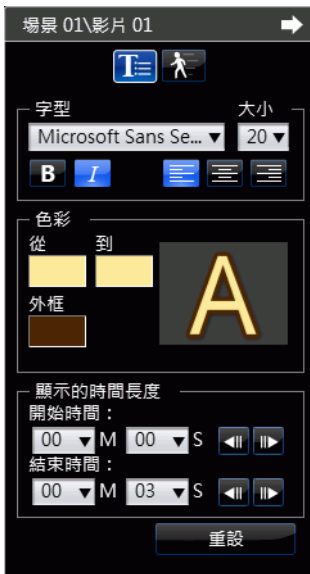 場景 01\影片 01
T
字型 大小
Microsoft Sans Se... 20
B I
色彩
從 到
外框
A
顯示的時間長度
開始時間：
00 M 00 S
結束時間：
00 M 03 S
重設